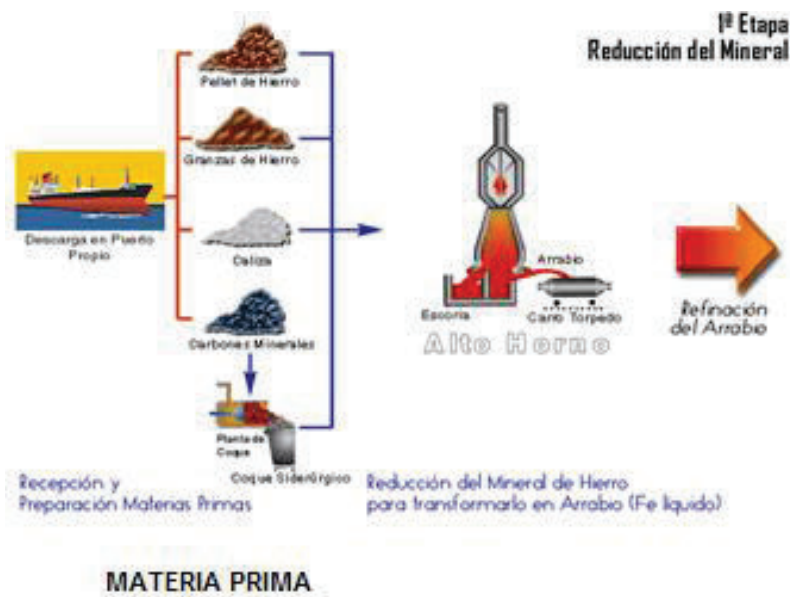 1ª Etapa
Reducción del Mineral
Pellet de Hierro
Granzas de Hierro
Descarga en Puerto
Propio
Caliza
Carbones Minerales
Planta de
Coque
Coque Siderúrgico
Arrabio
Escoria
Carro Torpedo
Alto Horno
Refinación
del Arrabio
Recepción y
Preparación Materias Primas
Reducción del Mineral de Hierro
para transformarlo en Arrabio (Fe líquido)
MATERIA PRIMA